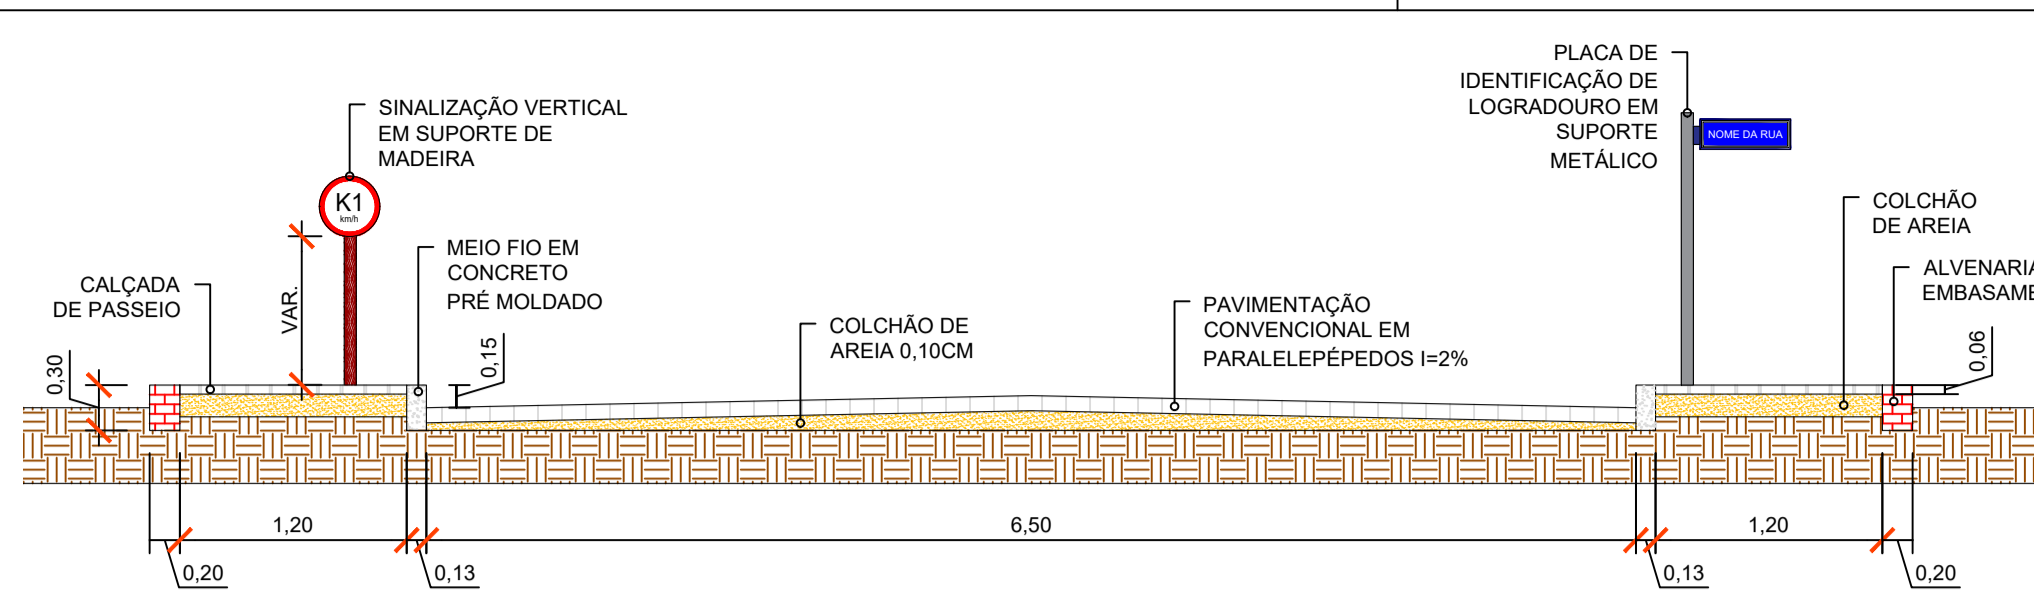 PLACA DE
IDENTIFICAÇÃO DE
LOGRADOURO EM
SUPORTE
METÁLICO
NOME DA RUA
SINALIZAÇÃO VERTICAL
EM SUPORTE DE
MADEIRA
K1
km/h
COLCHÃO
DE AREIA
MEIO FIO EM
CONCRETO
PRÉ MOLDADO
CALÇADA
DE PASSEIO
VAR.
ALVENARIA
EMBASAME
PAVIMENTAÇÃO
CONVENCIONAL EM
PARALELEPÉPEDOS I=2%
COLCHÃO DE
AREIA 0,10CM
0,30
0,15
0,06
1,20
6,50
1,20
0,20
0,13
0,13
0,20